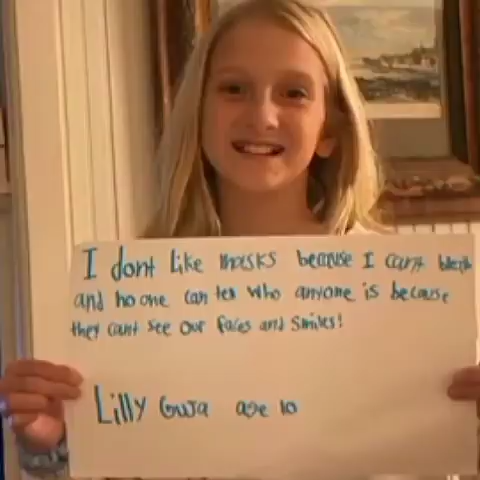 I dont like masks because I cant
and no one can tell who anyone is because
they cant see our faces and smiles!
Lilly Guja age 10